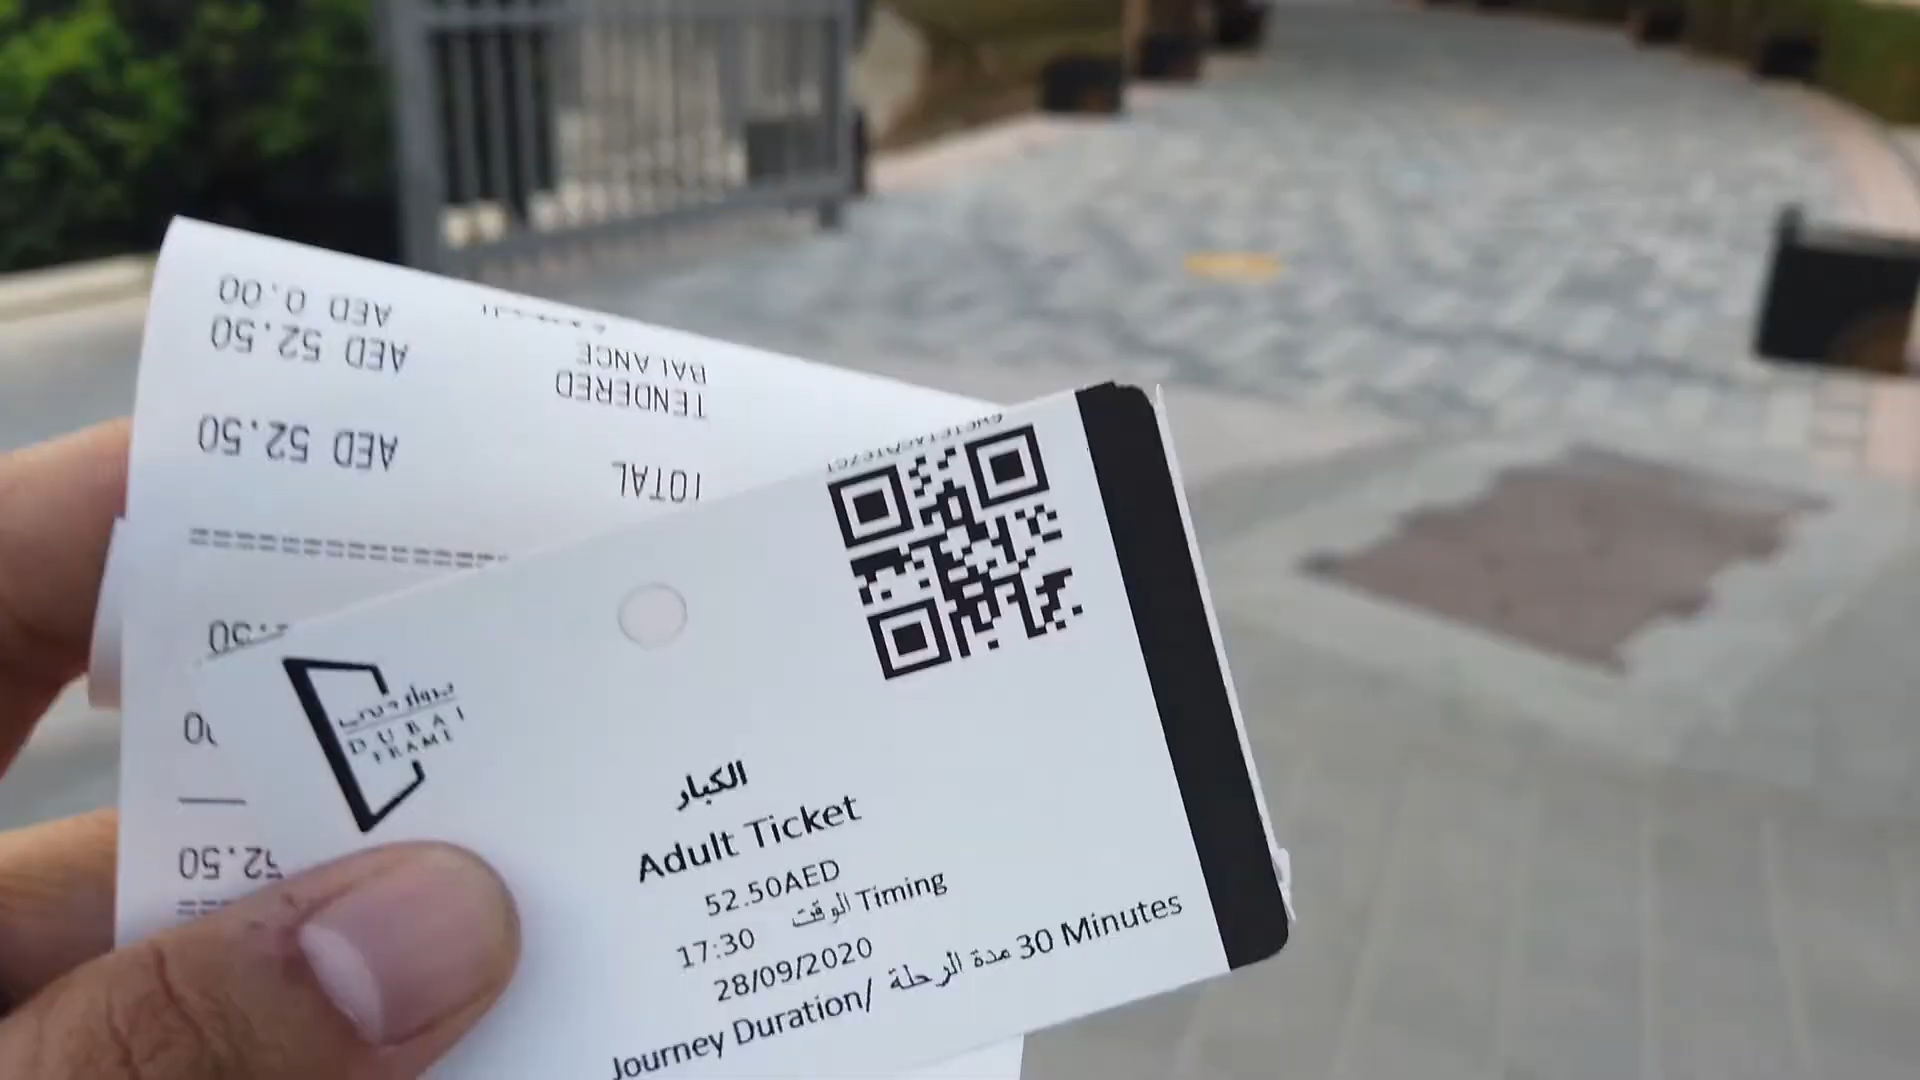 AED 52.50
TOTAL
AED 52.50
TENDERED
AED 0.00
BALANCE
52.50
دبي
DUBAI
FRAME
الكبار
Adult Ticket
52.50AED
الوقت Timing
17:30
28/09/2020
Journey Duration/ مدة الرحلة 30 Minutes